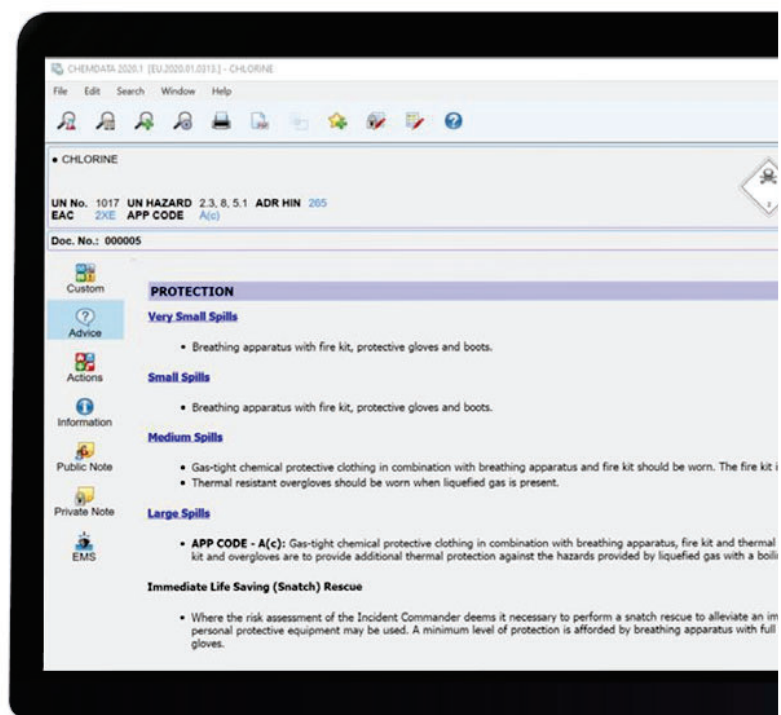 CHEMDATA 2020.1 [EU.2020.01.0313.] - CHLORINE
File Edit Search Window Help
• CHLORINE
UN No. 1017 UN HAZARD 2.3, 8, 5.1 ADR HIN 265
EAC 2XE APP CODE A(c)
2
Doc. No.: 000005
Custom
Advice
Actions
Information
Public Note
Private Note
EMS
PROTECTION
Very Small Spills
• Breathing apparatus with fire kit, protective gloves and boots.
Small Spills
• Breathing apparatus with fire kit, protective gloves and boots.
Medium Spills
• Gas-tight chemical protective clothing in combination with breathing apparatus and fire kit should be worn. The fire kit i
• Thermal resistant overgloves should be worn when liquefied gas is present.
Large Spills
• APP CODE - A(c): Gas-tight chemical protective clothing in combination with breathing apparatus, fire kit and thermal
kit and overgloves are to provide additional thermal protection against the hazards provided by liquefied gas with a boili
Immediate Life Saving (Snatch) Rescue
• Where the risk assessment of the Incident Commander deems it necessary to perform a snatch rescue to alleviate an im
personal protective equipment may be used. A minimum level of protection is afforded by breathing apparatus with full
gloves.